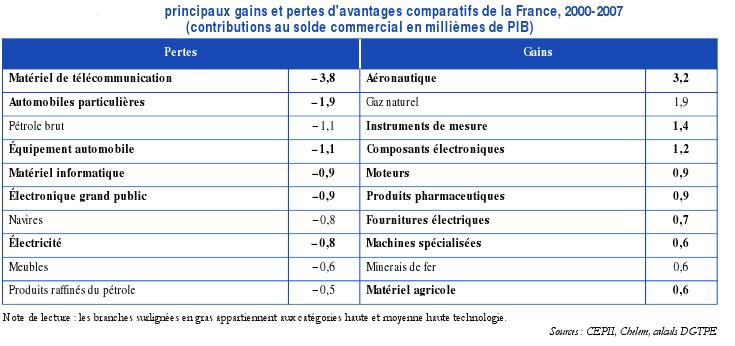 principaux gains et pertes d'avantages comparatifs de la France, 2000-2007
(contributions au solde commercial en millièmes de PIB)
Pertes Gains
Matériel de télécommunication –3,8 Aéronautique 3,2
Automobiles particulières –1,9 Gaz naturel 1,9
Pétrole brut –1,1 Instruments de mesure 1,4
Équipement automobile –1,1 Composants électroniques 1,2
Matériel informatique –0,9 Moteurs 0,9
Électronique grand public –0,9 Produits pharmaceutiques 0,9
Navires –0,8 Fournitures électriques 0,7
Électricité –0,8 Machines spécialisées 0,6
Meubles –0,6 Minerais de fer 0,6
Produits raffinés du pétrole –0,5 Matériel agricole 0,6
Note de lecture : les branches surlignées en gras appartiennent aux catégories haute et moyenne haute technologie.
Sources : CEPII, Chelem, calculs DGTPE